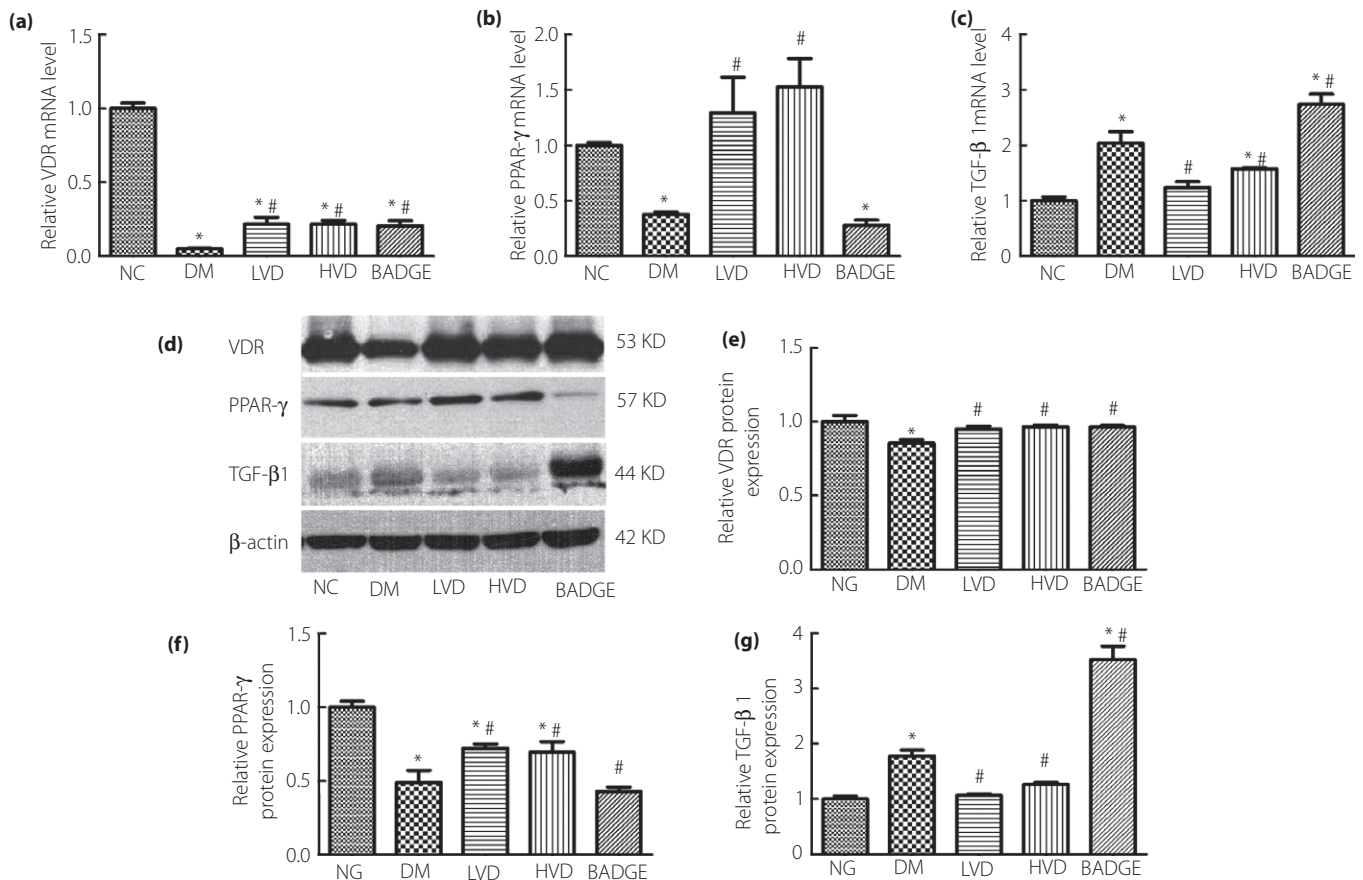 (a)
Relative VDR mRNA level
1.5
1.0
0.5
0.0
*
* #
* #
* #
NC DM LVD HVD BADGE
(b)
Relative PPAR-γ mRNA level
2.0
1.5
1.0
0.5
0.0
*
#
#
*
NC DM LVD HVD BADGE
(c)
Relative TGF-β 1mRNA level
4
3
2
1
0
*
#
* #
* #
NC DM LVD HVD BADGE
(d)
VDR 53 KD
PPAR-γ 57 KD
TGF-β1 44 KD
β-actin 42 KD
NC DM LVD HVD BADGE
(e)
Relative VDR protein
expression
1.5
1.0
0.5
0.0
*
#
#
#
NG DM LVD HVD BADGE
(f)
Relative PPAR-γ
protein expression
1.5
1.0
0.5
0.0
*
* #
* #
#
NG DM LVD HVD BADGE
(g)
Relative TGF-β 1
protein expression
4
3
2
1
0
*
#
#
* #
NG DM LVD HVD BADGE